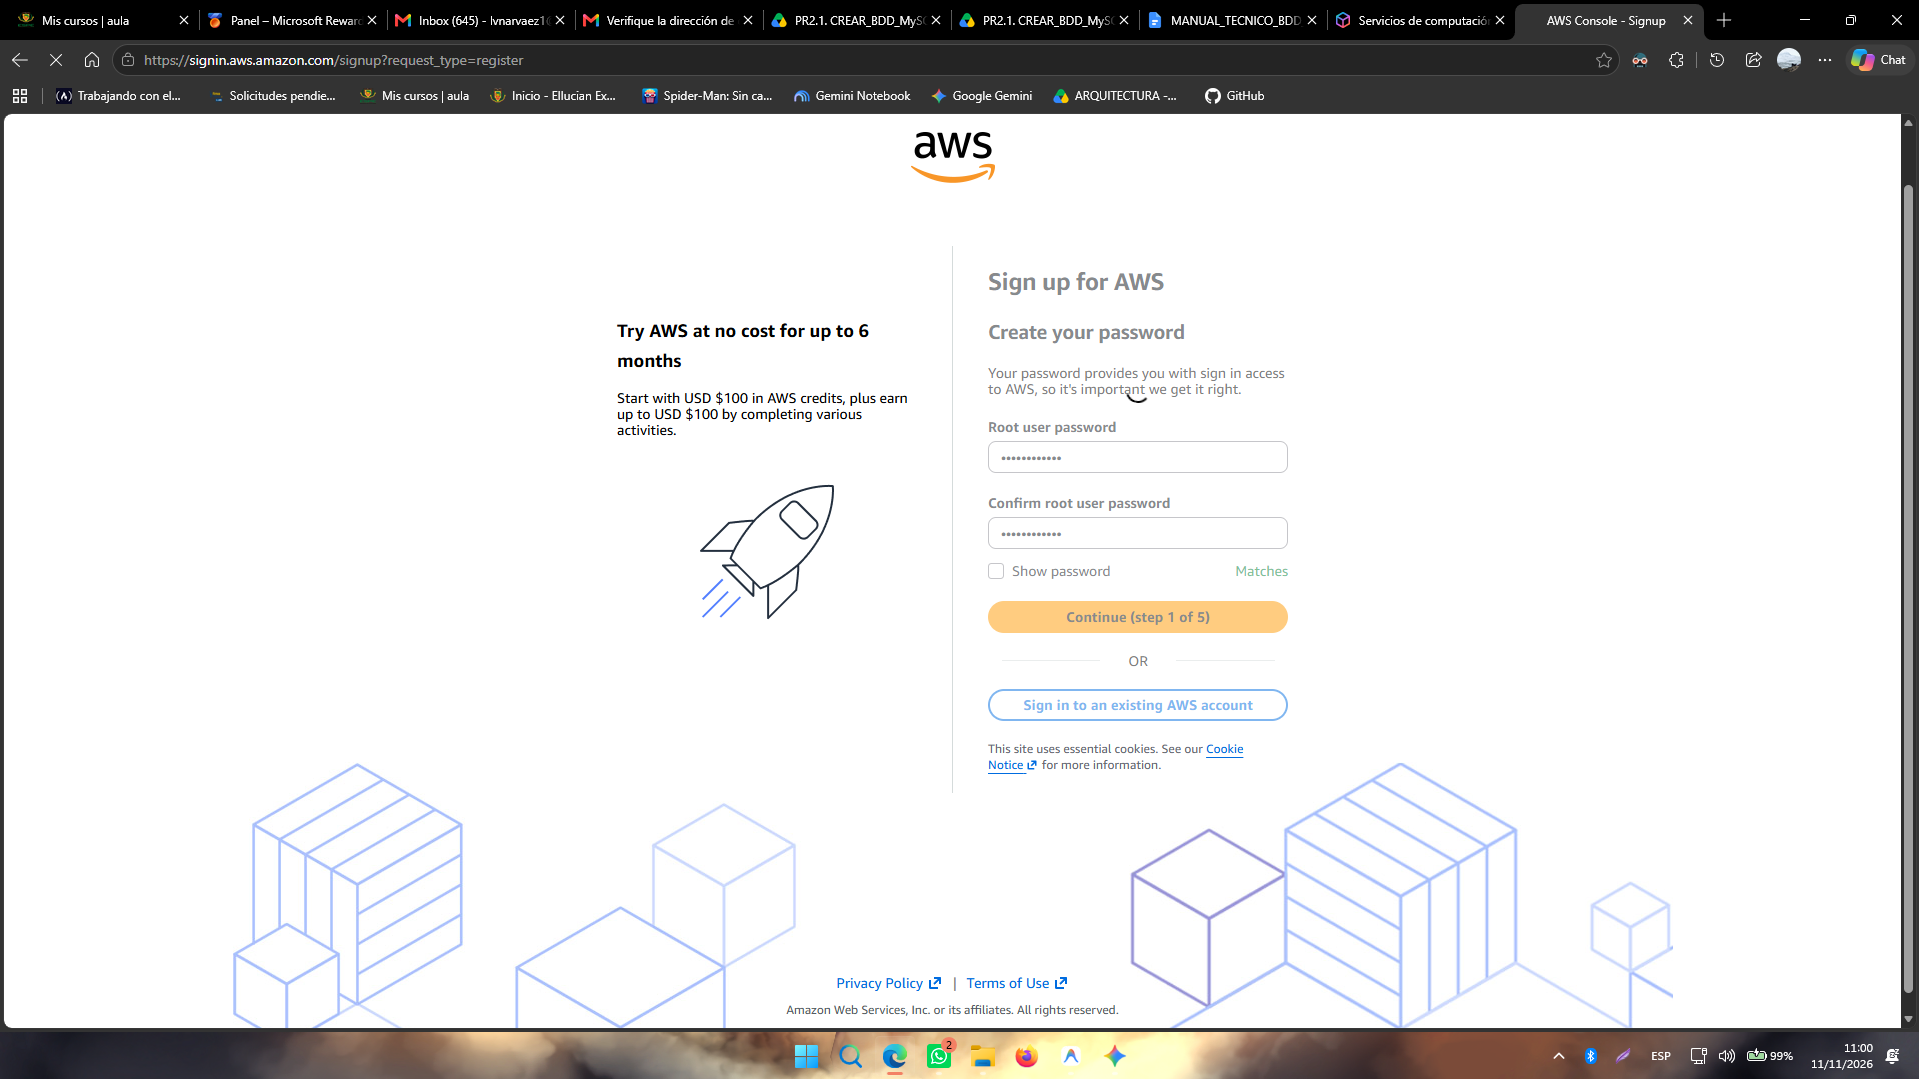 Mis cursos | aula
Panel – Microsoft Rewar
Inbox (645) - lvnarvaez1@
Verifique la dirección de
PR2.1. CREAR_BDD_MyS
PR2.1. CREAR_BDD_MyS
MANUAL_TECNICO_BDD
Servicios de computació
AWS Console - Signup
https://signin.aws.amazon.com/signup?request_type=register
Chat
Trabajando con el...
Solicitudes pendie...
Mis cursos | aula
Inicio - Ellucian Ex...
Spider-Man: Sin ca...
Gemini Notebook
Google Gemini
ARQUITECTURA -...
GitHub
aws
Try AWS at no cost for up to 6
months
Start with USD $100 in AWS credits, plus earn
up to USD $100 by completing various
activities.
Sign up for AWS
Create your password
Your password provides you with sign in access
to AWS, so it's important we get it right.
Root user password
••••••••••••
Confirm root user password
••••••••••••
Show password
Matches
Continue (step 1 of 5)
OR
Sign in to an existing AWS account
This site uses essential cookies. See our Cookie
Notice for more information.
Privacy Policy | Terms of Use
Amazon Web Services, Inc. or its affiliates. All rights reserved.
2
ESP
99%
11:00
11/11/2026